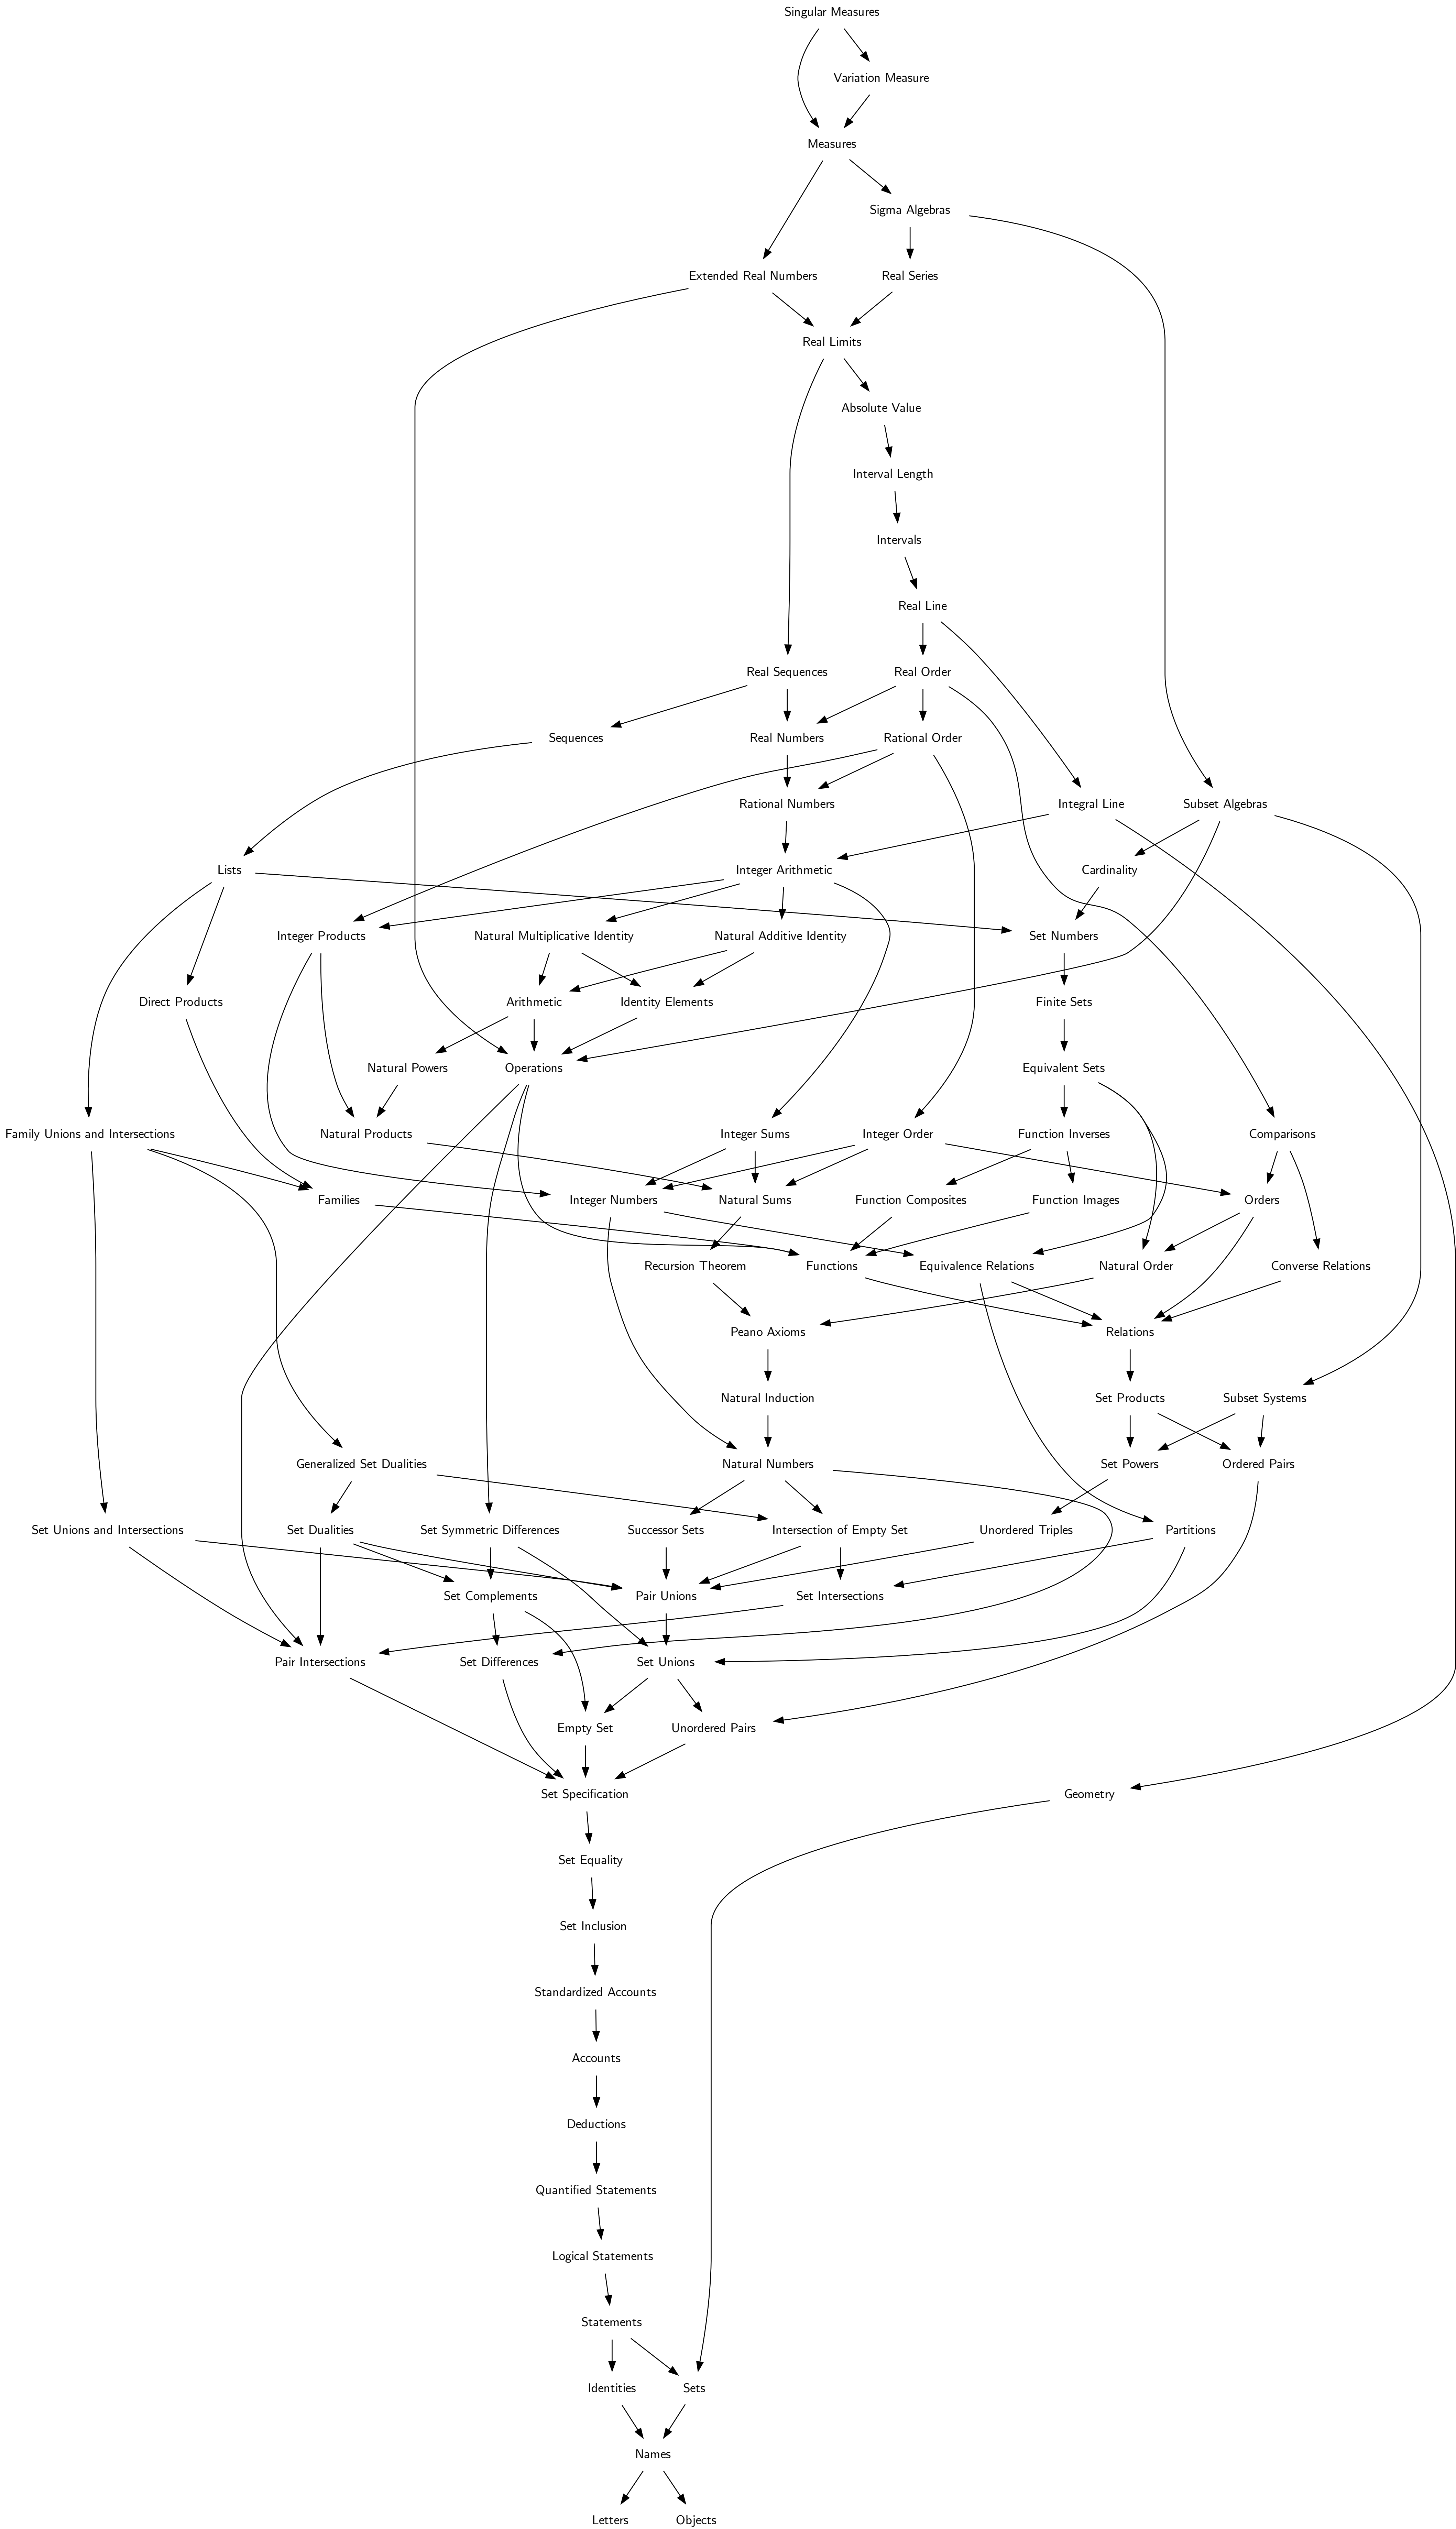 Singular Measures
Variation Measure
Measures
Sigma Algebras
Extended Real Numbers
Real Series
Real Limits
Absolute Value
Interval Length
Intervals
Real Line
Real Sequences
Real Order
Sequences
Real Numbers
Rational Order
Rational Numbers
Integral Line
Subset Algebras
Lists
Integer Arithmetic
Cardinality
Integer Products
Natural Multiplicative Identity
Natural Additive Identity
Set Numbers
Direct Products
Arithmetic
Identity Elements
Finite Sets
Natural Powers
Operations
Equivalent Sets
Family Unions and Intersections
Natural Products
Integer Sums
Integer Order
Function Inverses
Comparisons
Families
Integer Numbers
Natural Sums
Function Composites
Function Images
Orders
Recursion Theorem
Functions
Equivalence Relations
Natural Order
Converse Relations
Peano Axioms
Relations
Natural Induction
Set Products
Subset Systems
Generalized Set Dualities
Natural Numbers
Set Powers
Ordered Pairs
Set Unions and Intersections
Set Dualities
Set Symmetric Differences
Successor Sets
Intersection of Empty Set
Unordered Triples
Partitions
Set Complements
Pair Unions
Set Intersections
Pair Intersections
Set Differences
Set Unions
Empty Set
Unordered Pairs
Set Specification
Geometry
Set Equality
Set Inclusion
Standardized Accounts
Accounts
Deductions
Quantified Statements
Logical Statements
Statements
Identities
Sets
Names
Letters
Objects